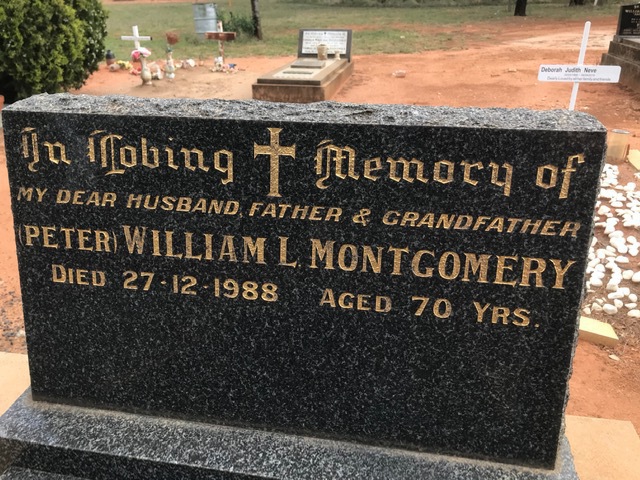 In Loving Memory of
MY DEAR HUSBAND, FATHER & GRANDFATHER
(PETER) WILLIAM L. MONTGOMERY
DIED 27-12-1988 AGED 70 YRS.
Deborah Judith Neve